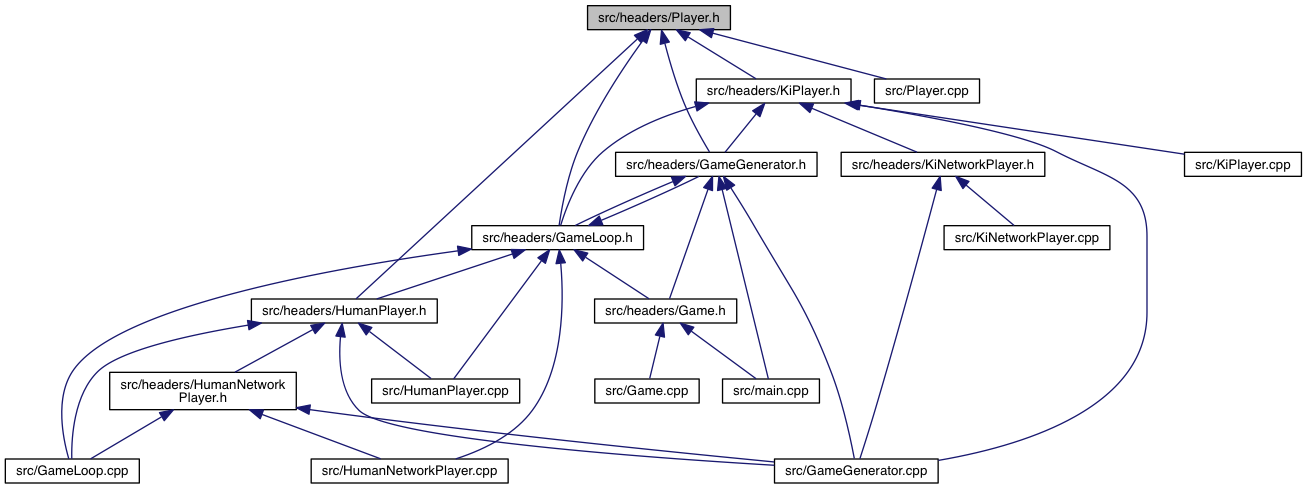 src/headers/Player.h
src/headers/KiPlayer.h
src/Player.cpp
src/headers/GameGenerator.h
src/headers/KiNetworkPlayer.h
src/KiPlayer.cpp
src/headers/GameLoop.h
src/KiNetworkPlayer.cpp
src/headers/HumanPlayer.h
src/headers/Game.h
src/headers/HumanNetwork
Player.h
src/HumanPlayer.cpp
src/Game.cpp
src/main.cpp
src/GameLoop.cpp
src/HumanNetworkPlayer.cpp
src/GameGenerator.cpp